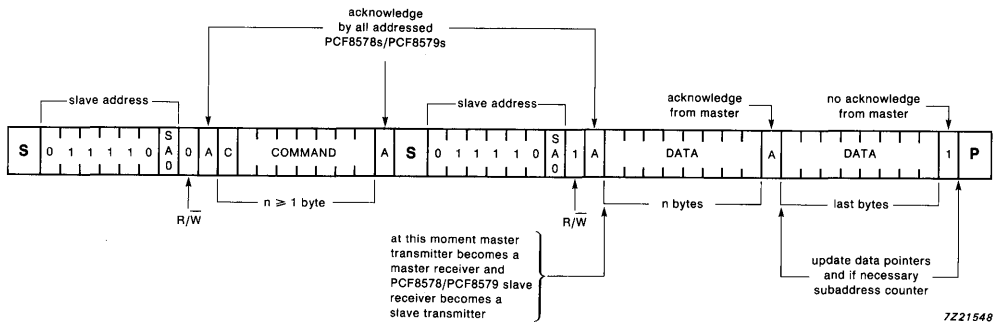 acknowledge
by all addressed
PCF8578s/PCF8579s
slave address
slave address
acknowledge
from master
no acknowledge
from master
S 0 1 1 1 1 0 S A 0 0 A C COMMAND A S 0 1 1 1 1 0 S A 0 1 A DATA A DATA 1 P
R/W̅
n ⩾ 1 byte
R/W̅
n bytes
last bytes
at this moment master
transmitter becomes a
master receiver and
PCF8578/PCF8579 slave
receiver becomes a
slave transmitter
update data pointers
and if necessary
subaddress counter
7Z21548